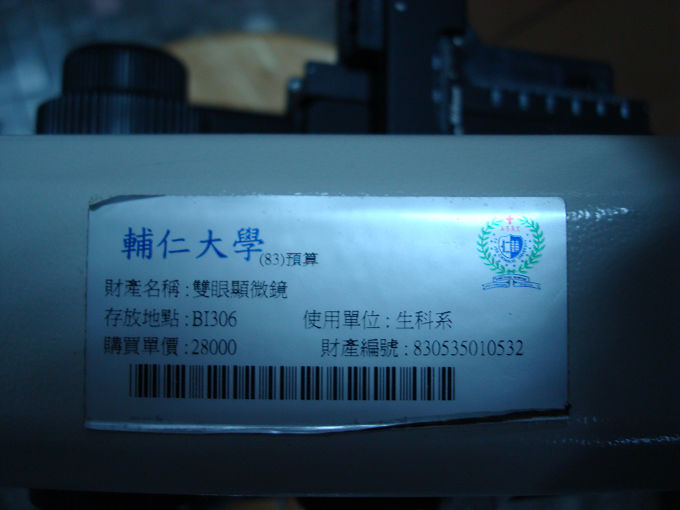 輔仁大學(83)預算
財產名稱:雙眼顯微鏡
存放地點:BI306 使用單位:生科系
購買單價:28000 財產編號:830535010532